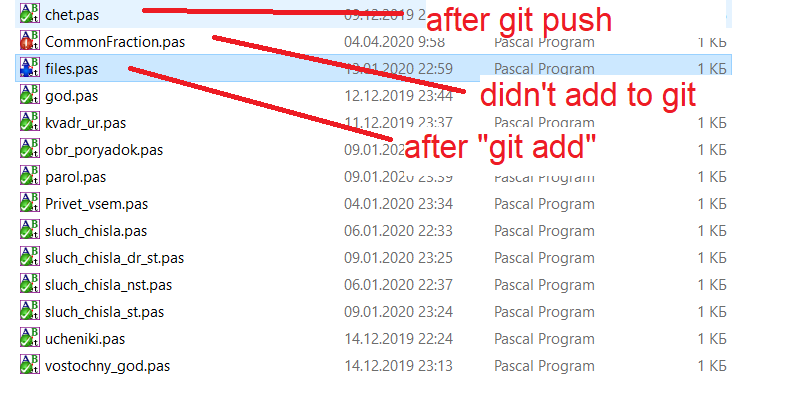 chet.pas 09.12.2019 2
after git push
CommonFraction.pas 04.04.2020 9:58 Pascal Program 1 КБ
files.pas 13.01.2020 22:59 Pascal Program 1 КБ
god.pas 12.12.2019 23:44 1 КБ
didn't add to git
kvadr_ur.pas 11.12.2019 23:37 Pascal Program 1 КБ
obr_poryadok.pas 09.01.2020 1 КБ
after "git add"
parol.pas 09.01.2020 23:39 Pascal Program 1 КБ
Privet_vsem.pas 04.01.2020 23:34 Pascal Program 1 КБ
sluch_chisla.pas 06.01.2020 22:33 Pascal Program 1 КБ
sluch_chisla_dr_st.pas 09.01.2020 23:25 Pascal Program 1 КБ
sluch_chisla_nst.pas 06.01.2020 22:37 Pascal Program 1 КБ
sluch_chisla_st.pas 09.01.2020 23:24 Pascal Program 1 КБ
ucheniki.pas 14.12.2019 22:24 Pascal Program 1 КБ
vostochny_god.pas 14.12.2019 23:13 Pascal Program 1 КБ